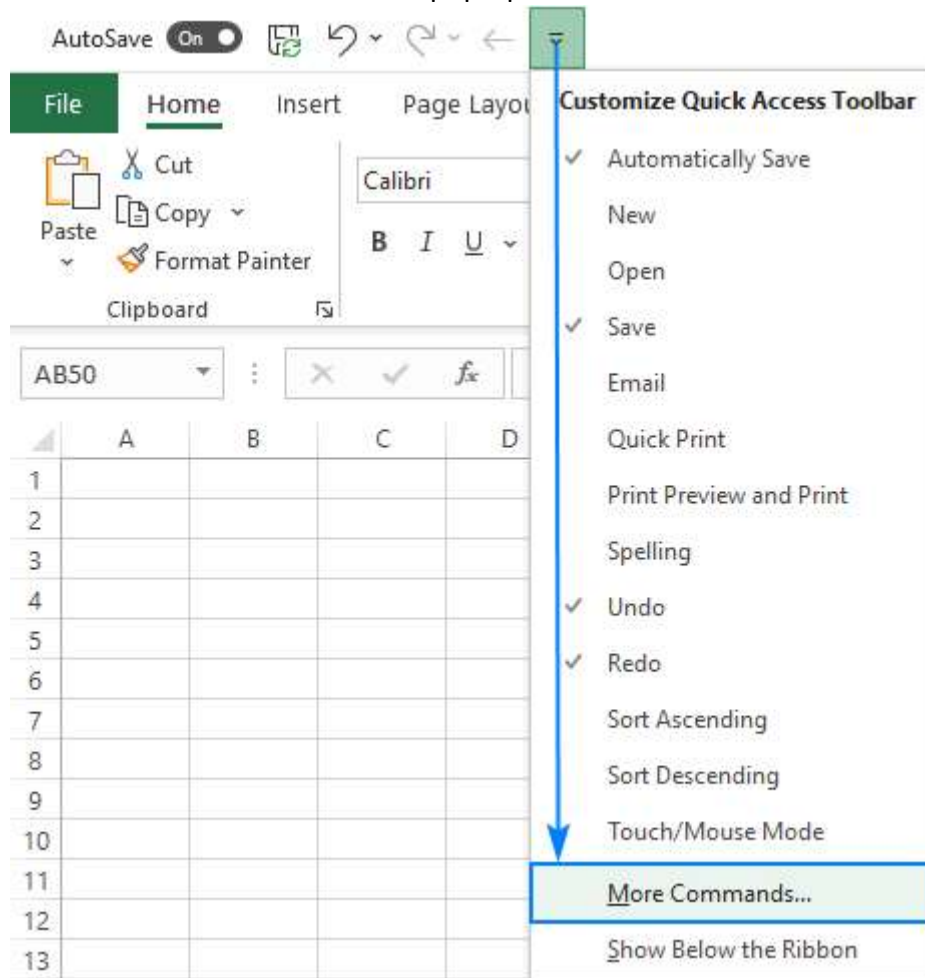 AutoSave On
File Home Insert Page Layou
Cut
Copy
Paste
Format Painter
Clipboard
Calibri
B I U
AB50 fx
A B C D
1
2
3
4
5
6
7
8
9
10
11
12
13
Customize Quick Access Toolbar
Automatically Save
New
Open
Save
Email
Quick Print
Print Preview and Print
Spelling
Undo
Redo
Sort Ascending
Sort Descending
Touch/Mouse Mode
More Commands...
Show Below the Ribbon